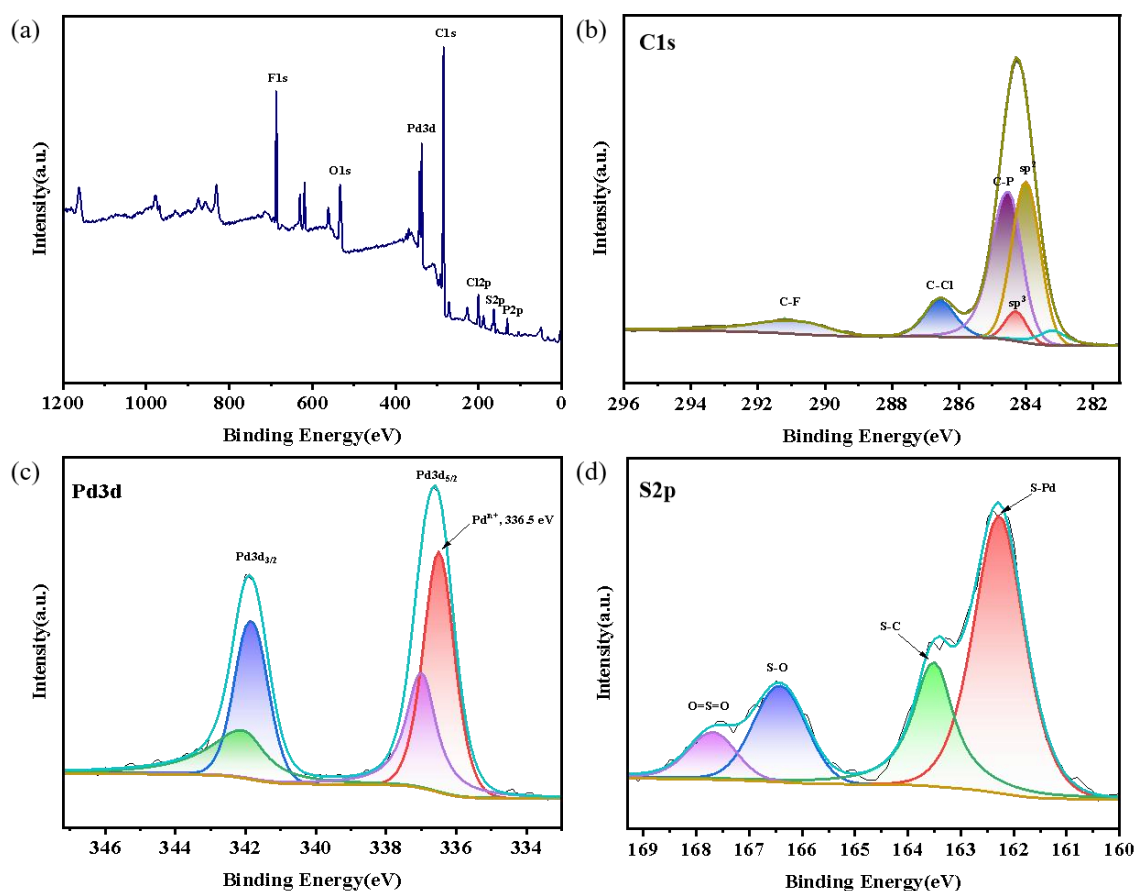 (a)
C1s
F1s
Pd3d
O1s
Cl2p
S2p
P2p
Intensity(a.u.)
1200 1000 800 600 400 200 0
Binding Energy(eV)
(b)
C1s
C-P
sp²
C-Cl
sp³
C-F
Intensity(a.u.)
296 294 292 290 288 286 284 282
Binding Energy(eV)
(c)
Pd3d
Pd3d₅/₂
Pdⁿ⁺, 336.5 eV
Pd3d₃/₂
Intensity(a.u.)
346 344 342 340 338 336 334
Binding Energy(eV)
(d)
S2p
S-Pd
S-C
S-O
O=S=O
Intensity(a.u.)
169 168 167 166 165 164 163 162 161 160
Binding Energy(eV)